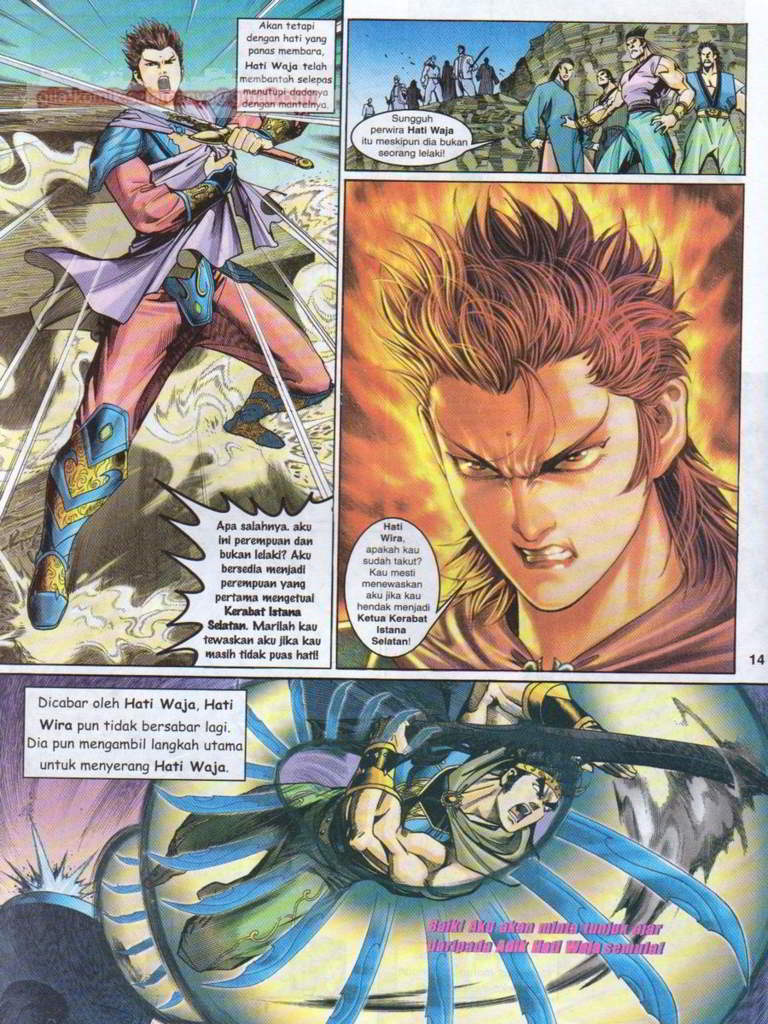 Akan tetapi
dengan hati yang
panas membara,
Hati Waja telah
membantah selepas
menutupi dadanya
dengan mantelnya.
Sungguh
perwira Hati Waja
itu meskipun dia bukan
seorang lelaki!
Apa salahnya, aku
ini perempuan dan
bukan lelaki? Aku
bersedia menjadi
perempuan yang
pertama mengetuai
Kerabat Istana
Selatan. Marilah kau
tewaskan aku jika kau
masih tidak puas hati!
Hati
Wira,
apakah kau
sudah takut?
Kau mesti
menewaskan
aku jika kau
hendak menjadi
Ketua Kerabat
Istana
Selatan!
14
Dicabar oleh Hati Waja, Hati
Wira pun tidak bersabar lagi.
Dia pun mengambil langkah utama
untuk menyerang Hati Waja.
Baik! Aku akan minta tunjuk ajar
daripada Adik Hati Waja semula!